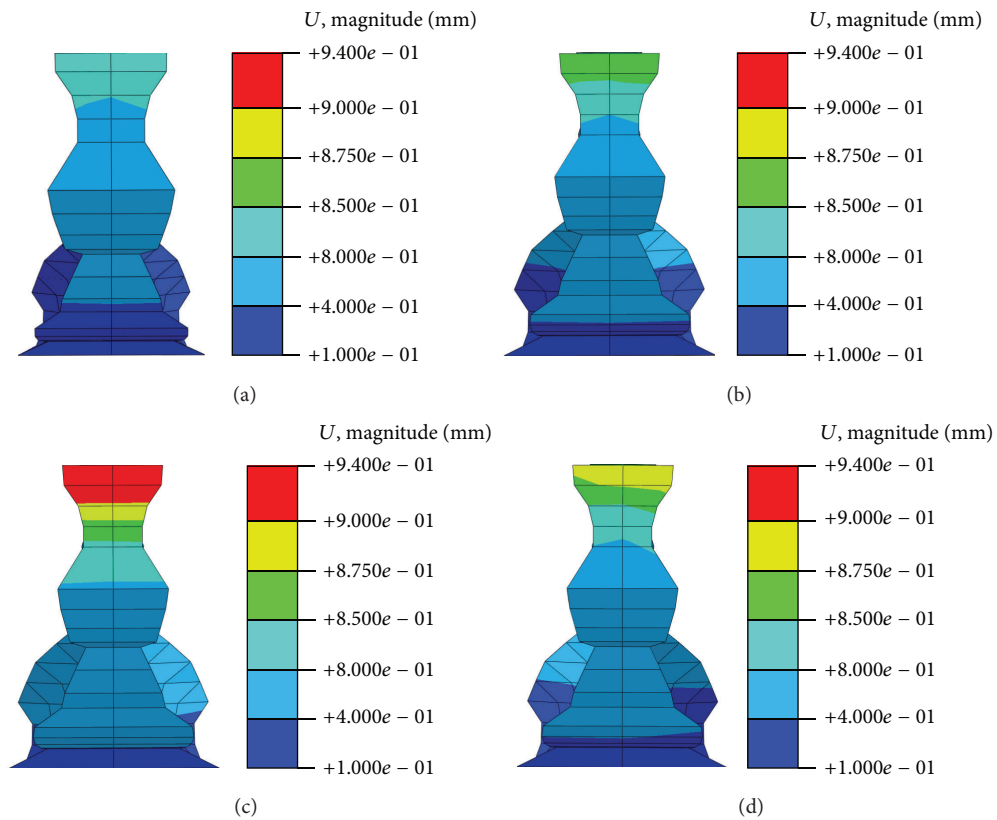 U, magnitude (mm)
+9.400e − 01
+9.000e − 01
+8.750e − 01
+8.500e − 01
+8.000e − 01
+4.000e − 01
+1.000e − 01
(a)
U, magnitude (mm)
+9.400e − 01
+9.000e − 01
+8.750e − 01
+8.500e − 01
+8.000e − 01
+4.000e − 01
+1.000e − 01
(b)
U, magnitude (mm)
+9.400e − 01
+9.000e − 01
+8.750e − 01
+8.500e − 01
+8.000e − 01
+4.000e − 01
+1.000e − 01
(c)
U, magnitude (mm)
+9.400e − 01
+9.000e − 01
+8.750e − 01
+8.500e − 01
+8.000e − 01
+4.000e − 01
+1.000e − 01
(d)